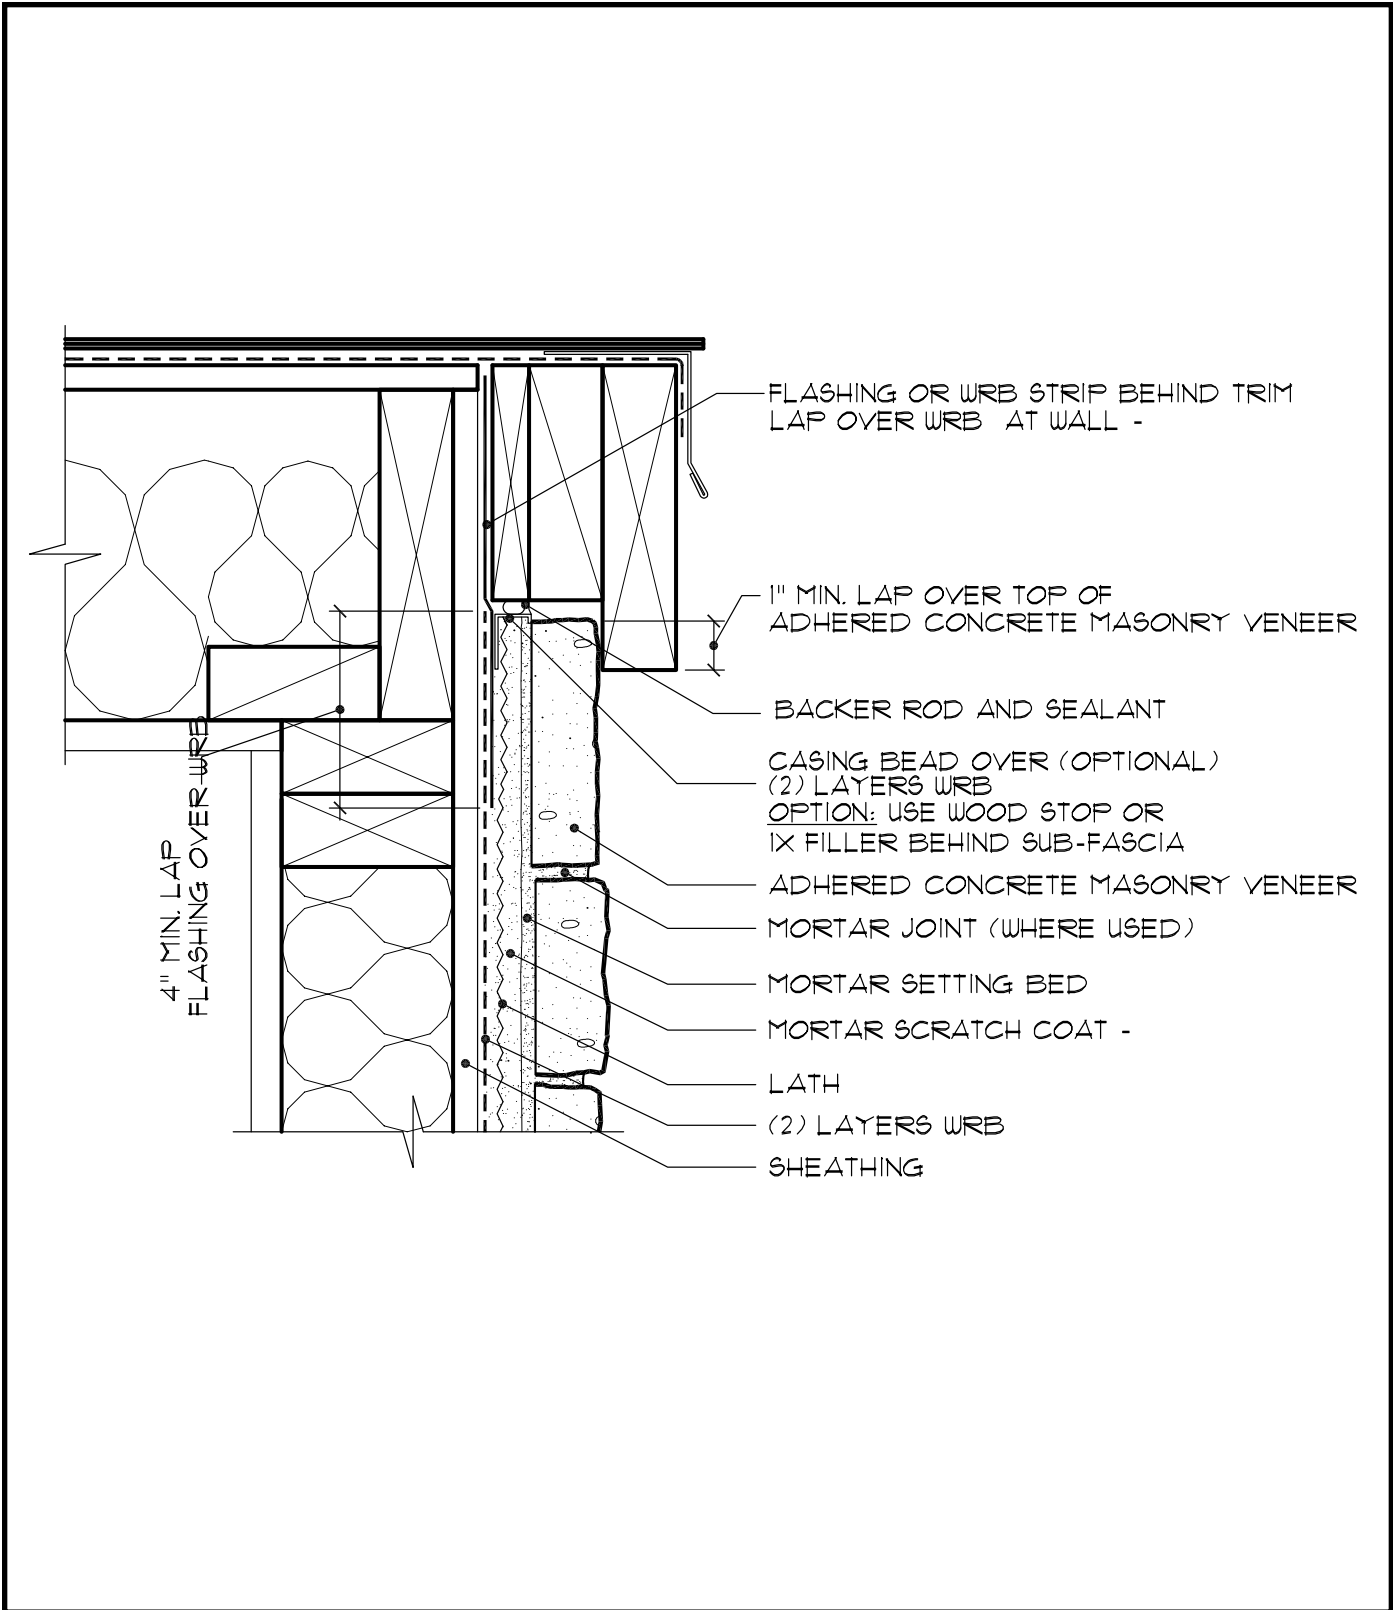 FLASHING OR WRB STRIP BEHIND TRIM
LAP OVER WRB AT WALL -
1" MIN. LAP OVER TOP OF
ADHERED CONCRETE MASONRY VENEER
BACKER ROD AND SEALANT
CASING BEAD OVER (OPTIONAL)
(2) LAYERS WRB
OPTION: USE WOOD STOP OR
1X FILLER BEHIND SUB-FASCIA
ADHERED CONCRETE MASONRY VENEER
MORTAR JOINT (WHERE USED)
MORTAR SETTING BED
MORTAR SCRATCH COAT -
LATH
(2) LAYERS WRB
SHEATHING
4" MIN. LAP
FLASHING OVER WRB